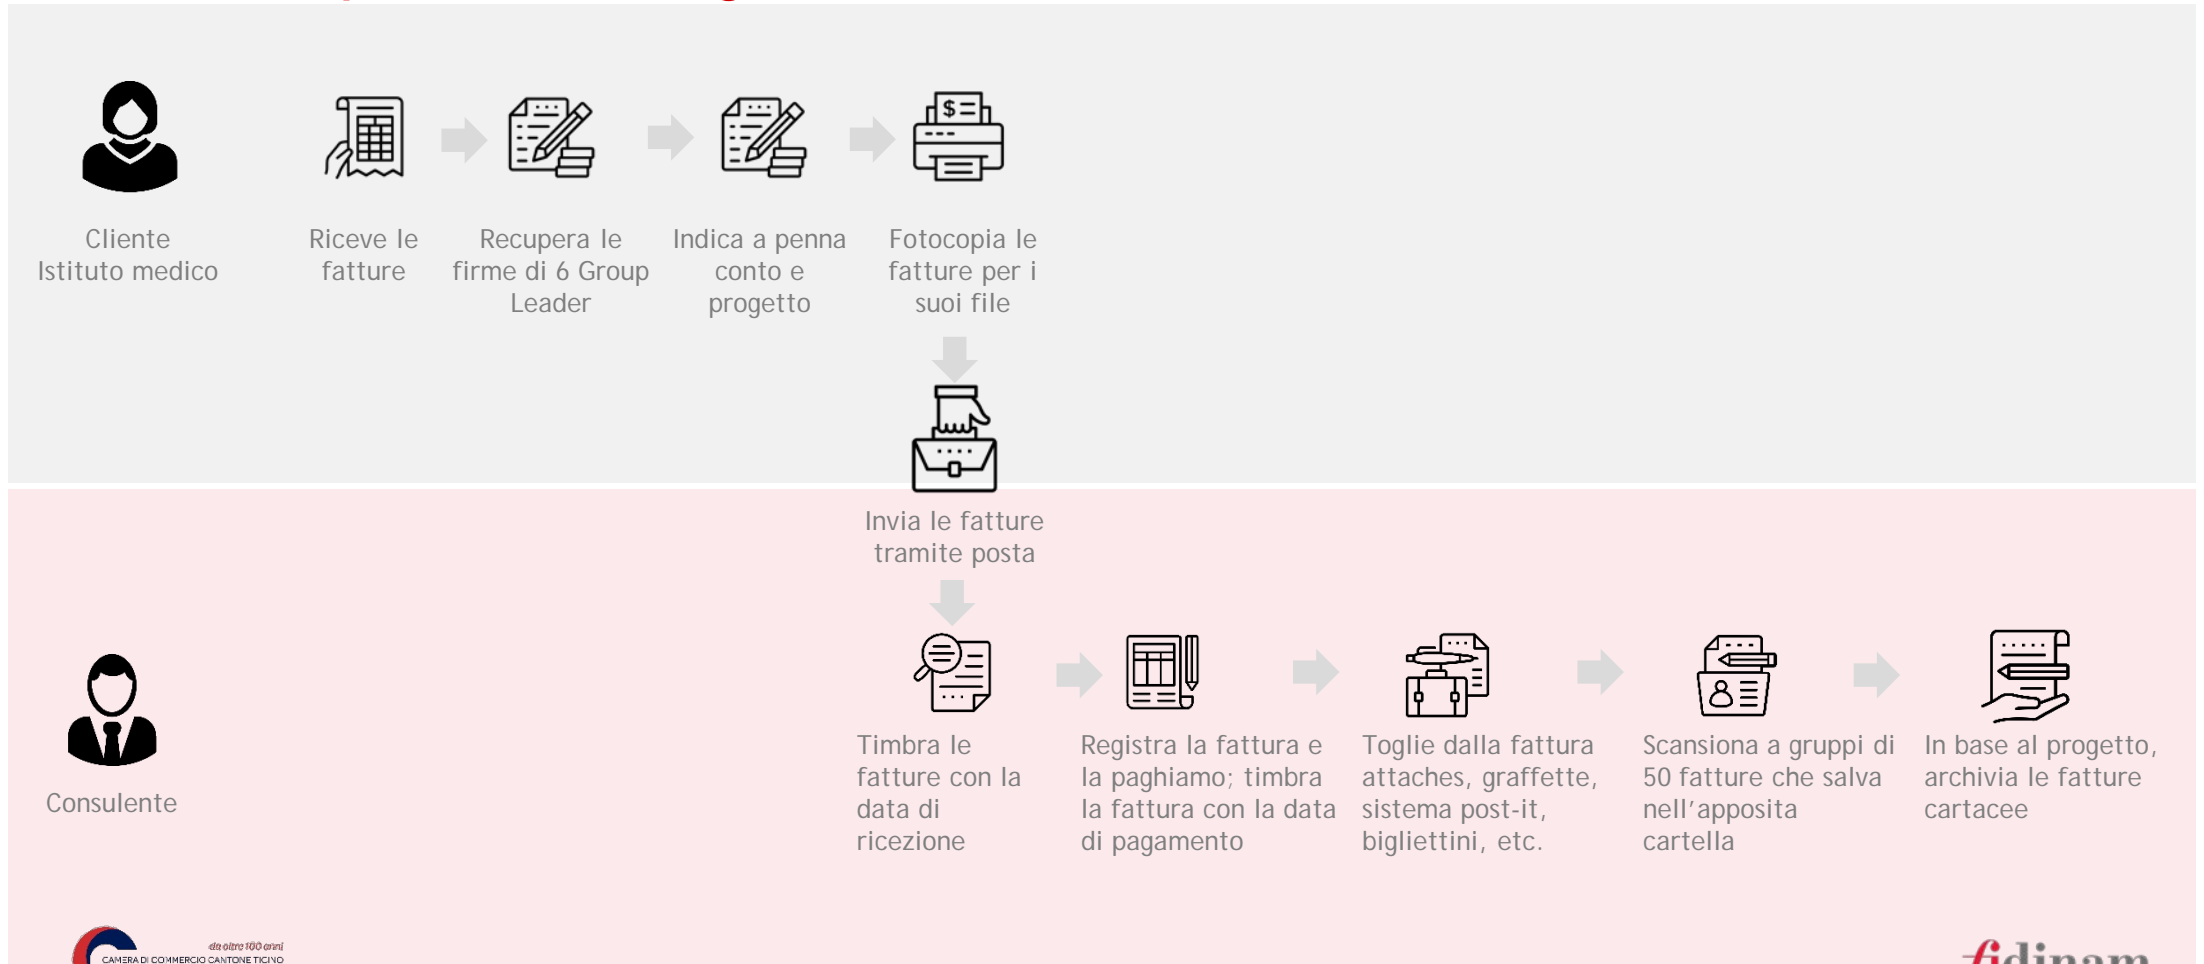 Cliente
Istituto medico
Riceve le
fatture
Recupera le
firme di 6 Group
Leader
Indica a penna
conto e
progetto
Fotocopia le
fatture per i
suoi file
$
Invia le fatture
tramite posta
Consulente
Timbra le
fatture con la
data di
ricezione
Registra la fattura e
la paghiamo; timbra
la fattura con la data
di pagamento
Toglie dalla fattura
attaches, graffette,
sistema post-it,
bigliettini, etc.
Scansiona a gruppi di
50 fatture che salva
nell’apposita
cartella
In base al progetto,
archivia le fatture
cartacee
da oltre 100 anni
CAMERA DI COMMERCIO CANTONE TICINO
fidinam